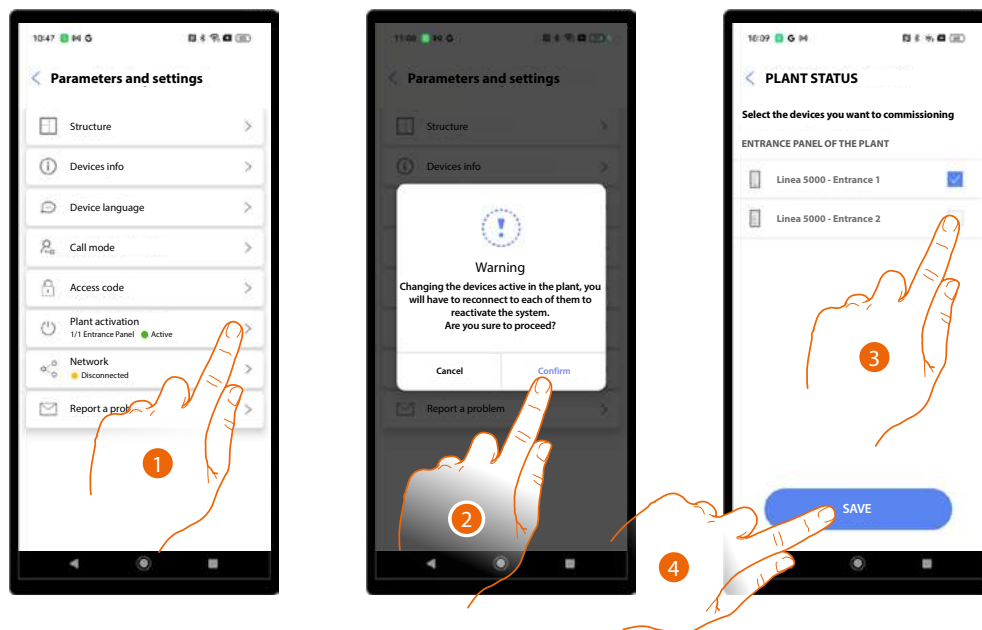 10:47 G
Parameters and settings
Structure
Devices info
Device language
Call mode
Access code
Plant activation
1/1 Entrance Panel Active
Network
Disconnected
Report a prob
1
11:08 G
Parameters and settings
Structure
Devices info
Warning
Changing the devices active in the plant, you
will have to reconnect to each of them to
reactivate the system.
Are you sure to proceed?
Cancel Confirm
Report a problem
2
16:09 G
PLANT STATUS
Select the devices you want to commissioning
ENTRANCE PANEL OF THE PLANT
Linea 5000 - Entrance 1
Linea 5000 - Entrance 2
3
SAVE
4